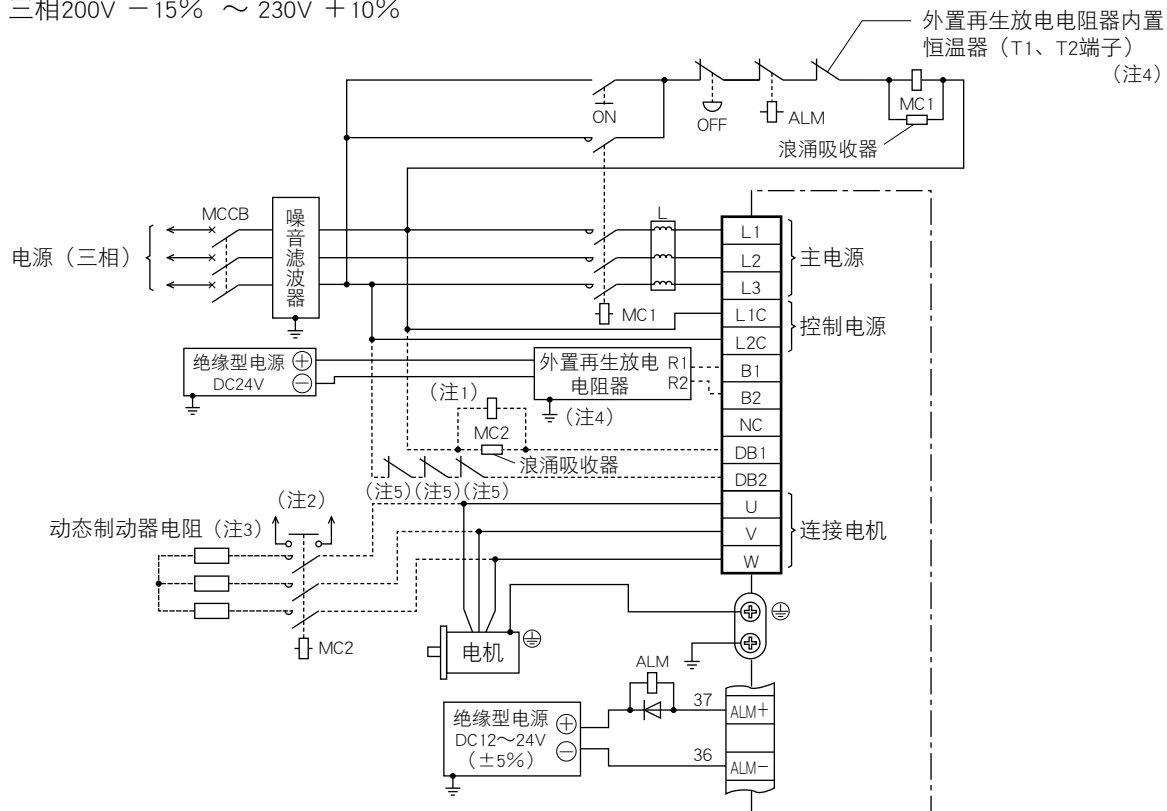 三相200V －15% ～ 230V ＋10%
外置再生放电电阻器内置
恒温器（T1、T2端子）
（注4）
ON
OFF
ALM
MC1
浪涌吸收器
MCCB
噪音滤波器
L
电源（三相）
L1
L2
L3
主电源
MC1
L1C
L2C
控制电源
绝缘型电源 ⊕
DC24V ⊖
外置再生放电 R1
电阻器 R2
B1
B2
（注1）
（注4）
NC
MC2
浪涌吸收器
DB1
DB2
（注5）(注5）(注5）
（注2）
动态制动器电阻（注3）
U
V
W
连接电机
MC2
电机
ALM
绝缘型电源 ⊕
DC12～24V
（±5%） ⊖
37
ALM＋
36
ALM－